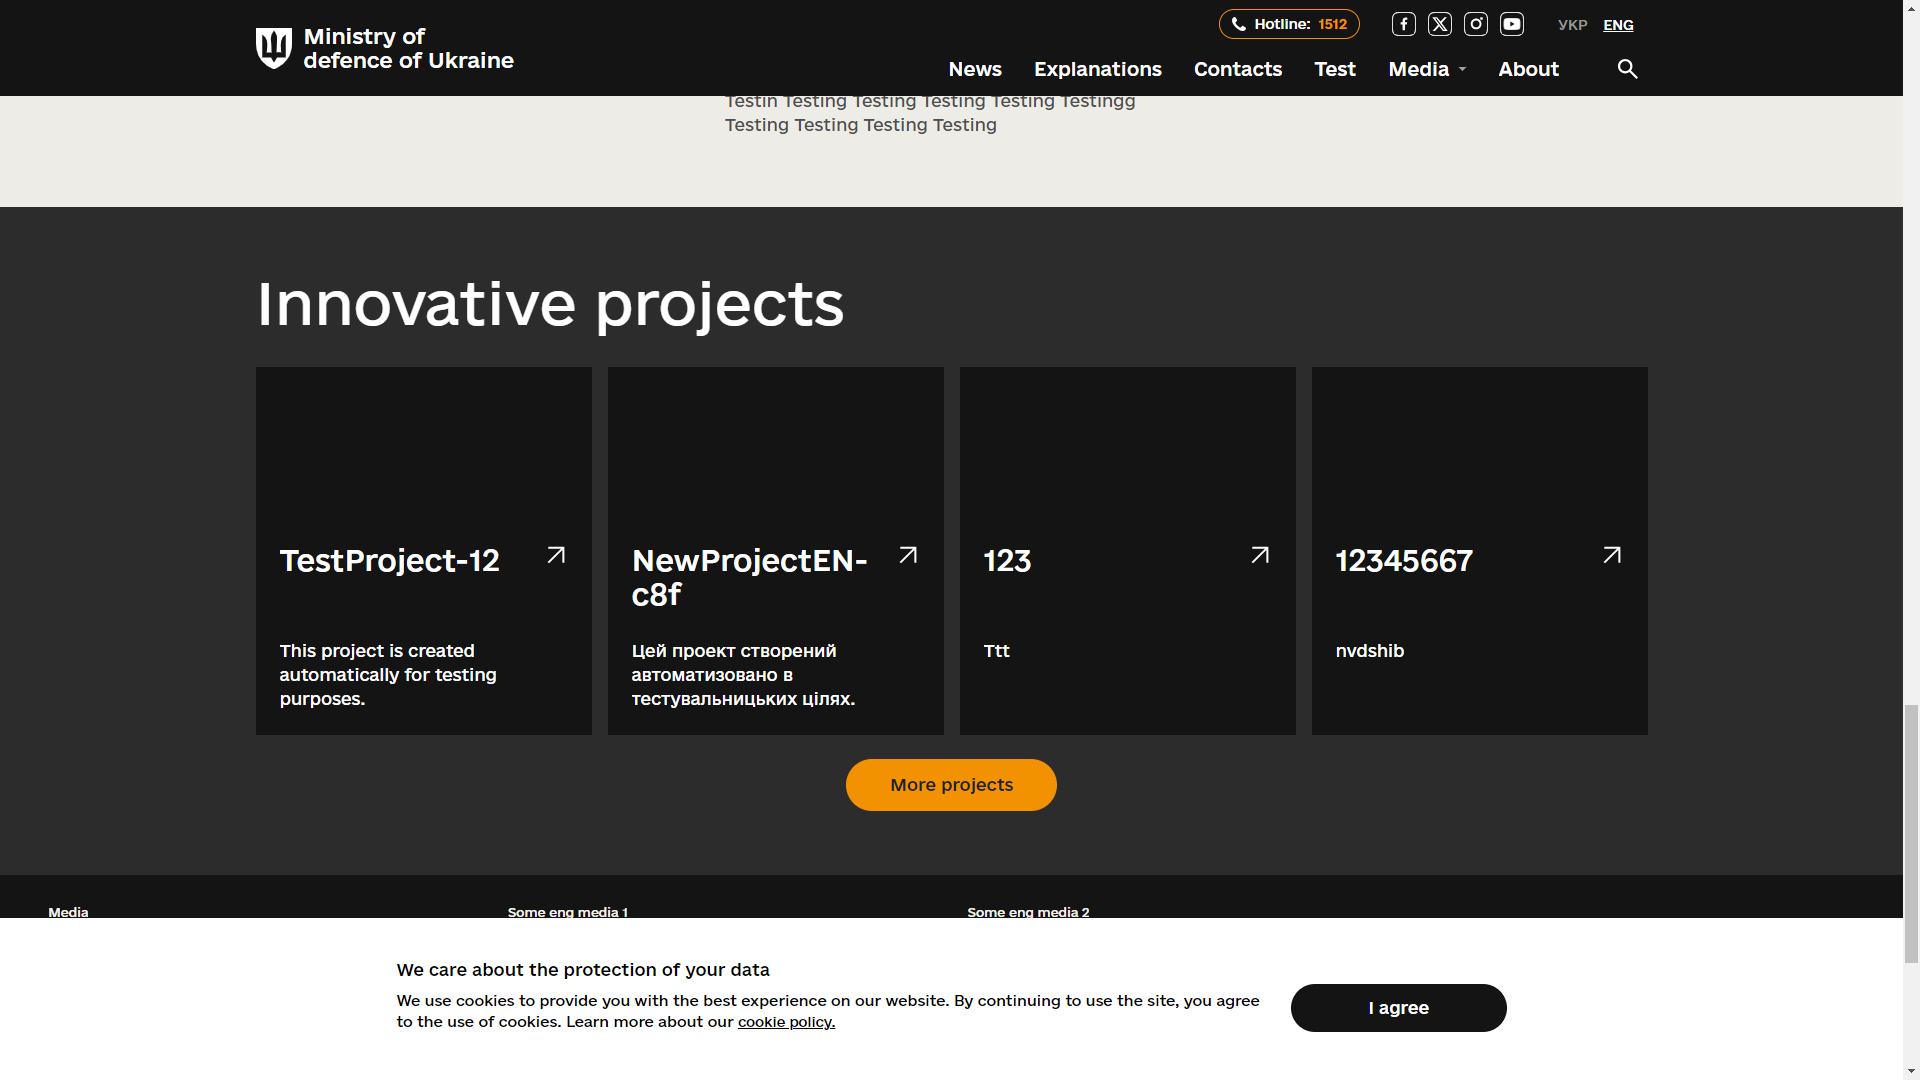 Ministry of
defence of Ukraine
Hotline: 1512
УКР ENG
News Explanations Contacts Test Media About
Testin Testing Testing Testing Testing Testingg
Testing Testing Testing Testing
Innovative projects
TestProject-12
This project is created
automatically for testing
purposes.
NewProjectEN-
c8f
Цей проект створений
автоматизовано в
тестувальницьких цілях.
123
Ttt
12345667
nvdshib
More projects
Media
Some eng media 1
Some eng media 2
We care about the protection of your data
We use cookies to provide you with the best experience on our website. By continuing to use the site, you agree
to the use of cookies. Learn more about our cookie policy.
I agree